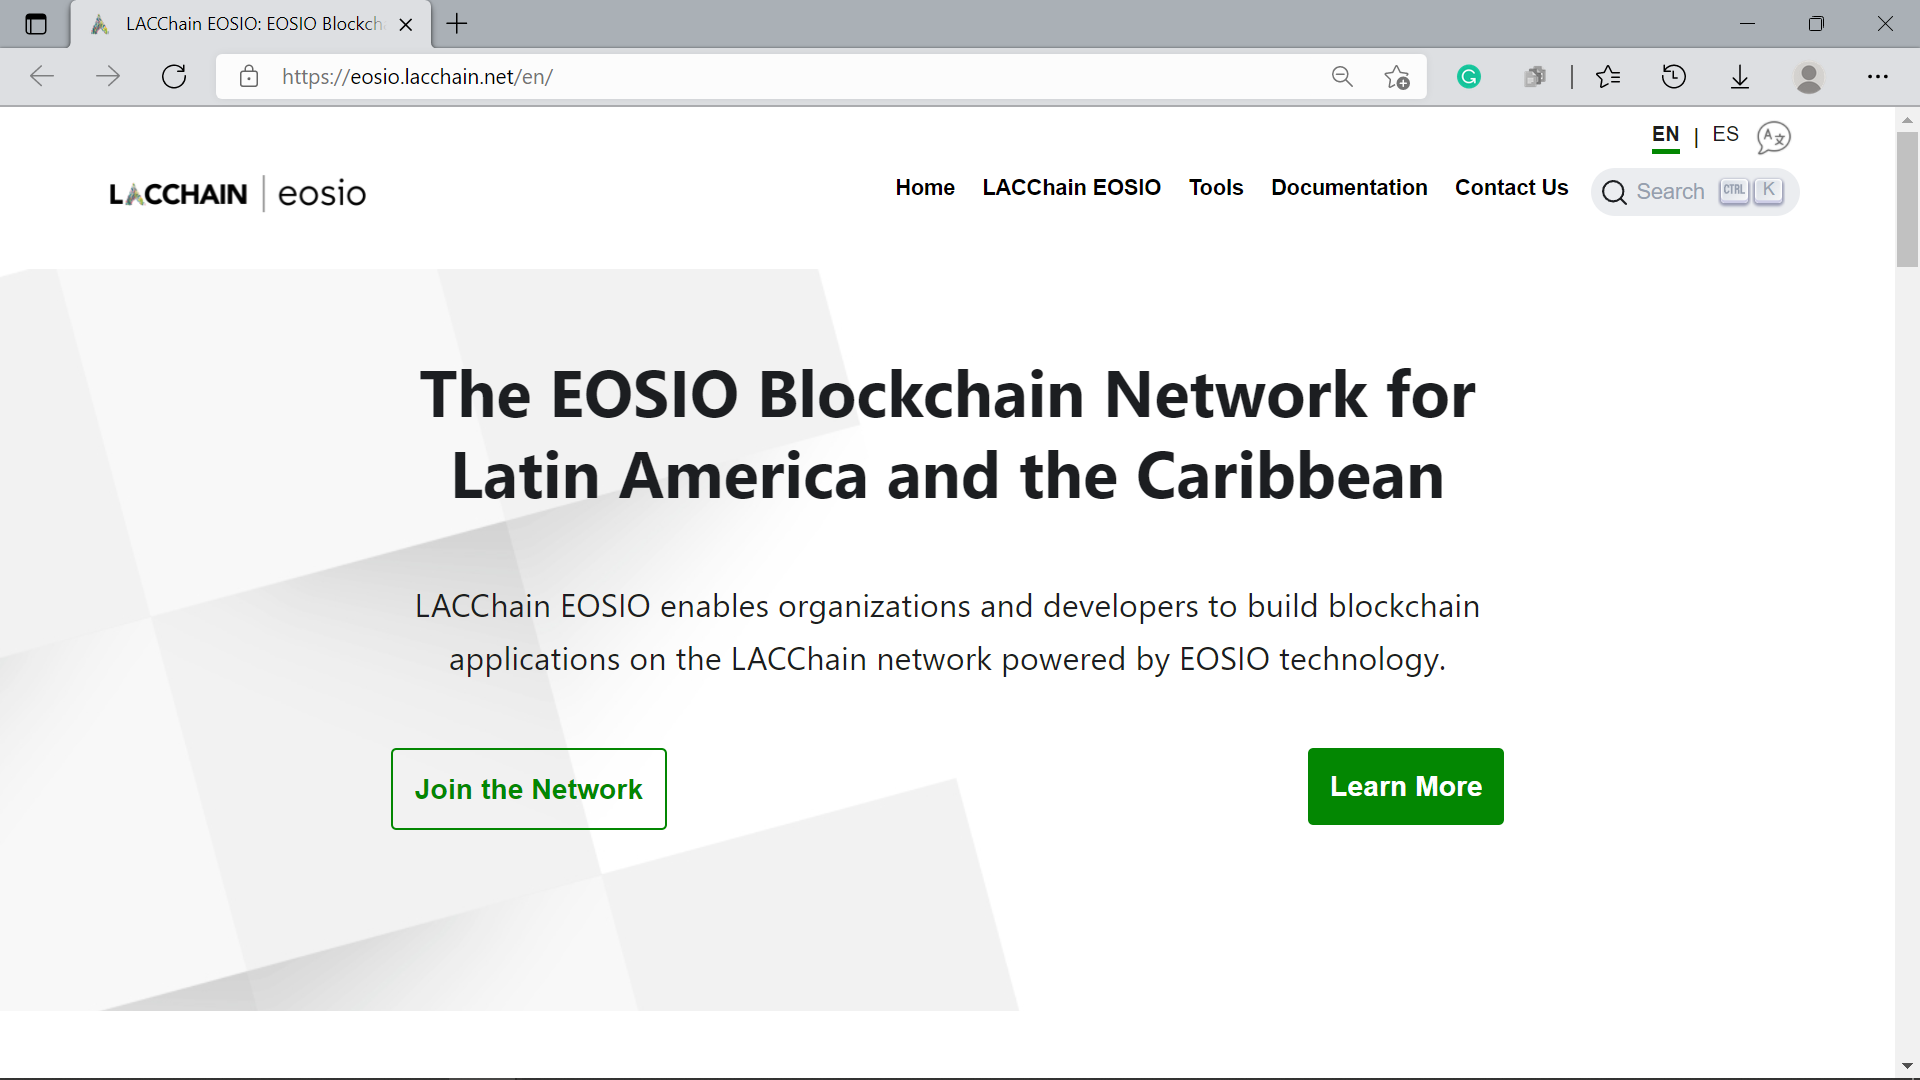 LACChain EOSIO: EOSIO Blockch
https://eosio.lacchain.net/en/
EN | ES
LACCHAIN | eosio
Home LACChain EOSIO Tools Documentation Contact Us Search CTRL K
The EOSIO Blockchain Network for
Latin America and the Caribbean
LACChain EOSIO enables organizations and developers to build blockchain
applications on the LACChain network powered by EOSIO technology.
Join the Network
Learn More